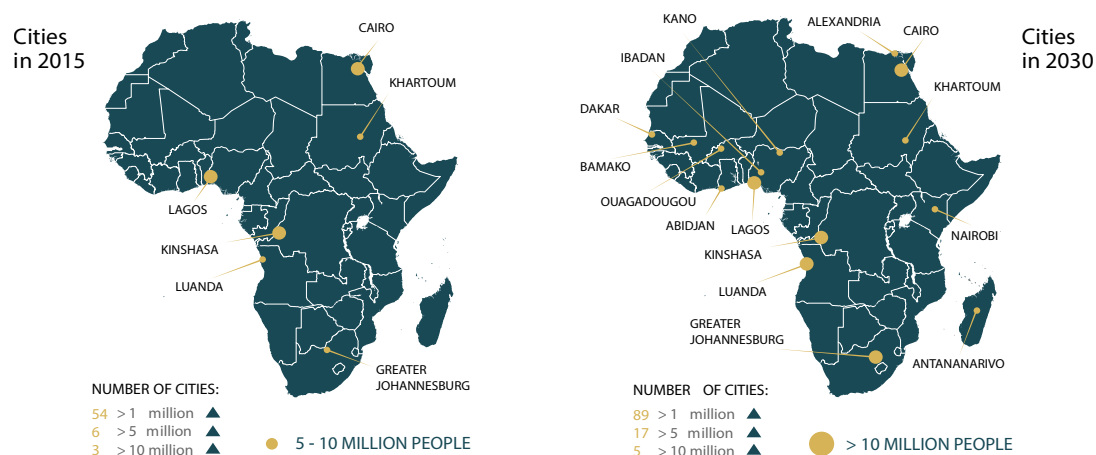 Cities
in 2015
CAIRO
KHARTOUM
LAGOS
KINSHASA
LUANDA
GREATER
JOHANNESBURG
NUMBER OF CITIES:
54 > 1 million
6 > 5 million
3 > 10 million
5 - 10 MILLION PEOPLE
Cities
in 2030
KANO
ALEXANDRIA
CAIRO
IBADAN
KHARTOUM
DAKAR
BAMAKO
OUAGADOUGOU
ABIDJAN
LAGOS
NAIROBI
KINSHASA
LUANDA
GREATER
JOHANNESBURG
ANTANANARIVO
NUMBER OF CITIES:
89 > 1 million
17 > 5 million
5 > 10 million
> 10 MILLION PEOPLE